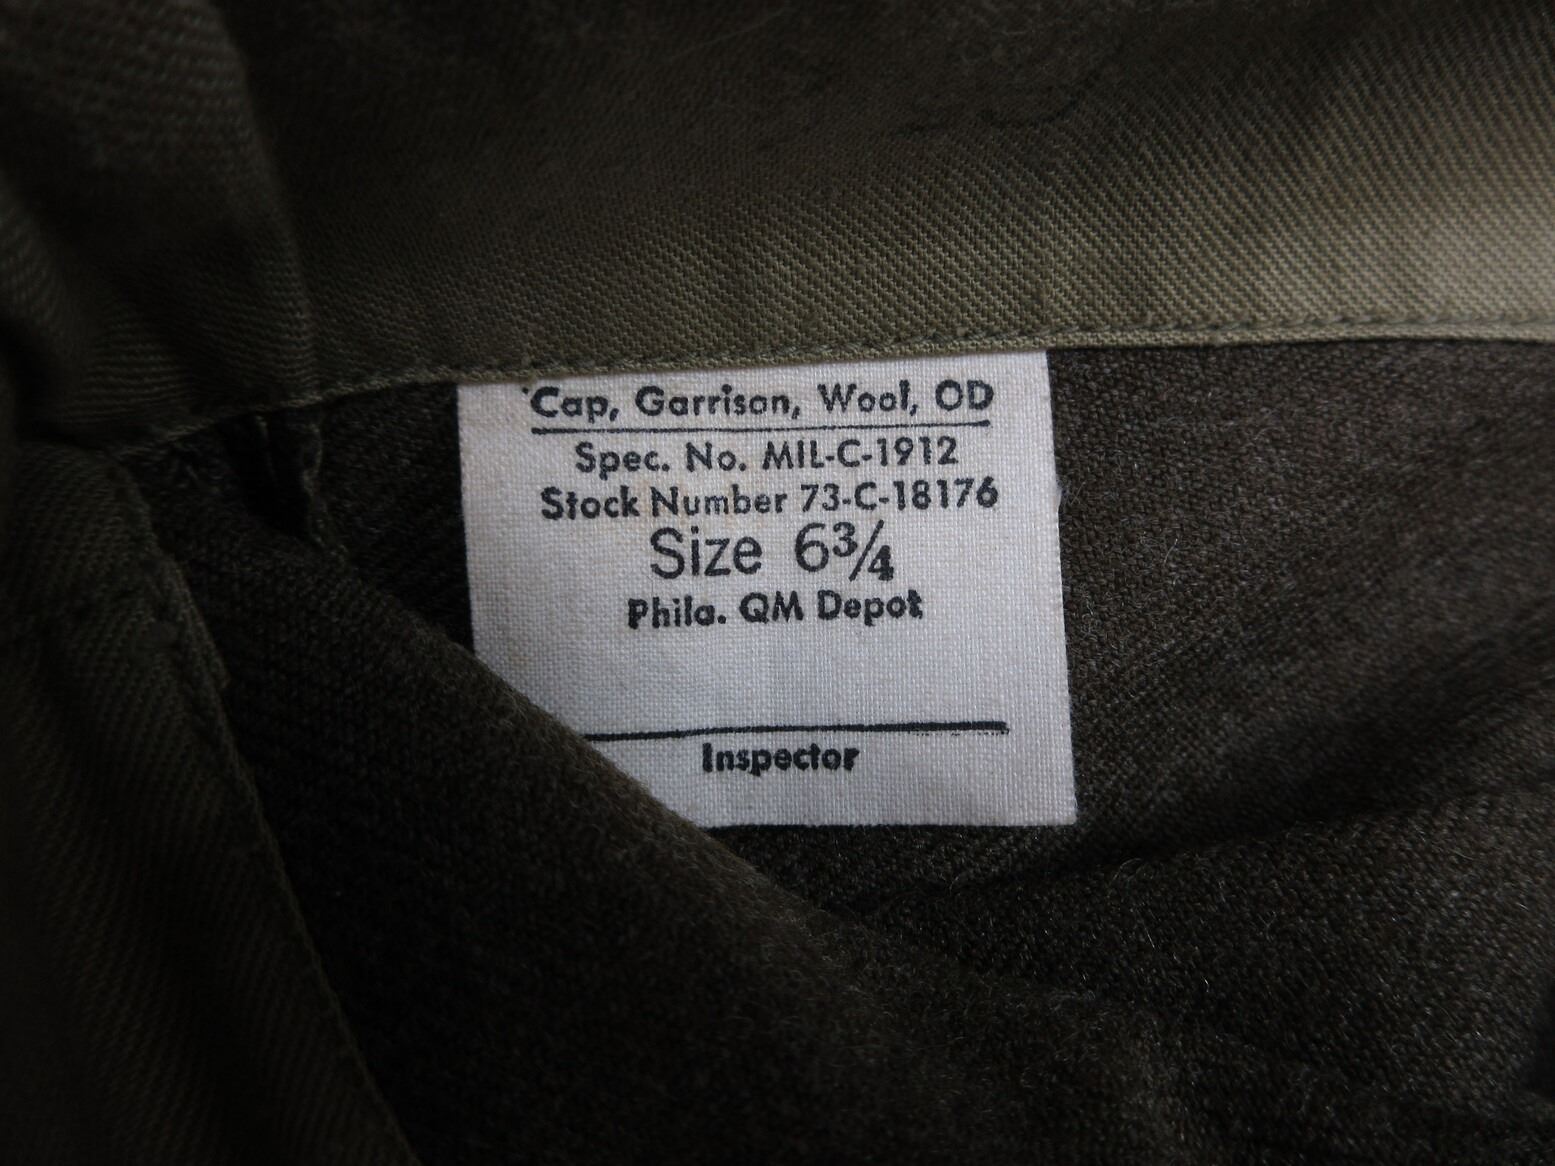 Cap, Garrison, Wool, OD
Spec. No. MIL-C-1912
Stock Number 73-C-18176
Size 6¾
Phila. QM Depot
Inspector